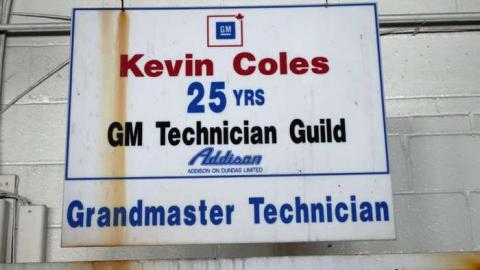 GM
Kevin Coles
25 YRS
GM Technician Guild
Addison
ADDISON ON DUNDAS LIMITED
Grandmaster Technician